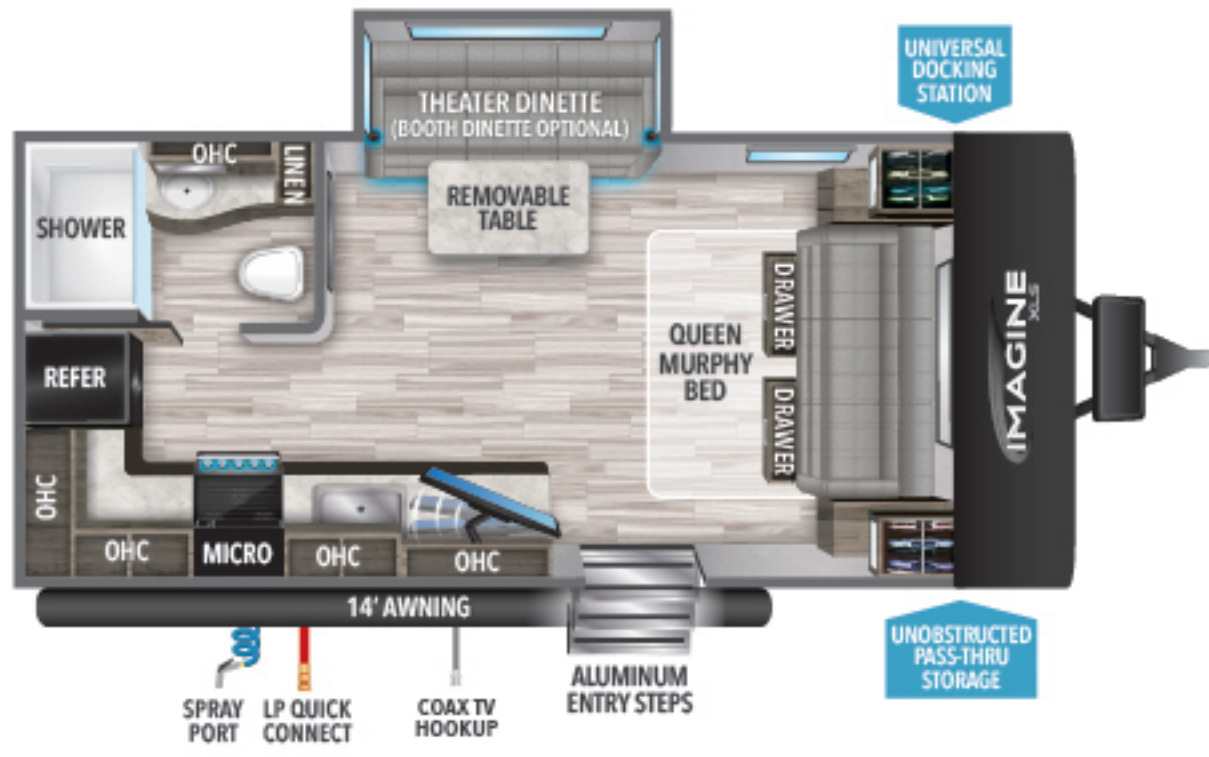 UNIVERSAL
DOCKING
STATION
THEATER DINETTE
(BOOTH DINETTE OPTIONAL)
OHC
LINEN
SHOWER
REMOVABLE
TABLE
DRAWER
QUEEN
MURPHY
BED
DRAWER
IMAGINE
XLS
REFER
OHC
OHC
MICRO
OHC
OHC
14' AWNING
UNOBSTRUCTED
PASS-THRU
STORAGE
ALUMINUM
ENTRY STEPS
SPRAY
PORT
LP QUICK
CONNECT
COAX TV
HOOKUP